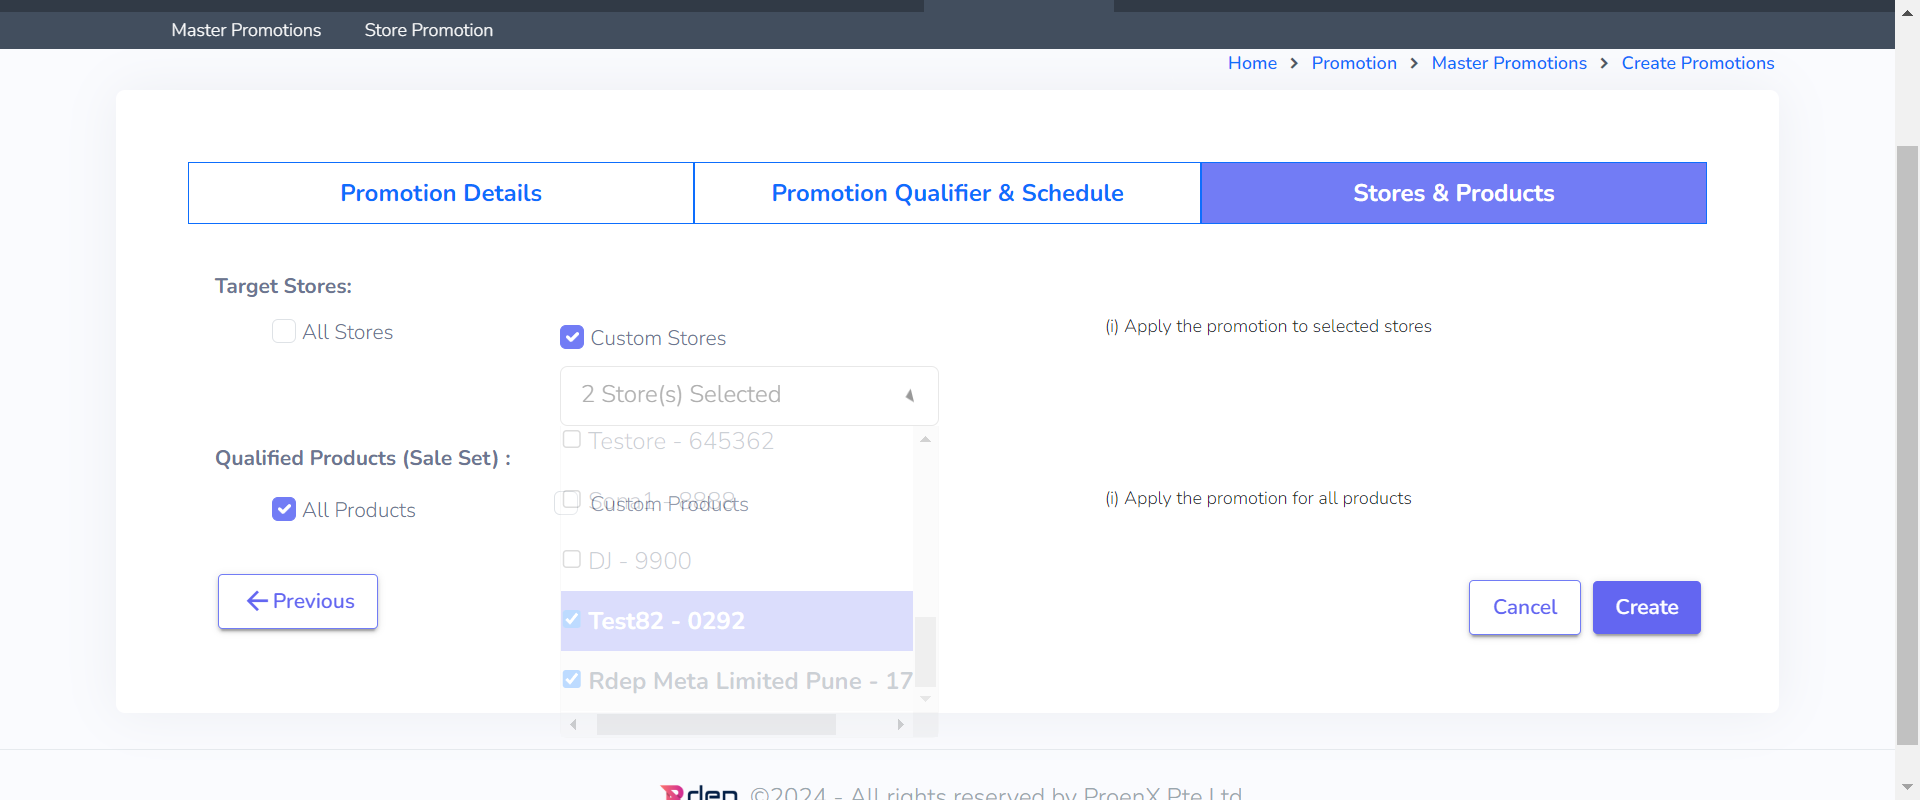 Master Promotions Store Promotion
Home > Promotion > Master Promotions > Create Promotions
Promotion Details
Promotion Qualifier & Schedule
Stores & Products
Target Stores:
All Stores
Custom Stores
(i) Apply the promotion to selected stores
2 Store(s) Selected
Testore - 645362
Qualified Products (Sale Set) :
All Products
Custom Products
(i) Apply the promotion for all products
DJ - 9900
Test82 - 0292
Rdep Meta Limited Pune - 17
Previous
Cancel
Create
Rdep ©2024 - All rights reserved by ProenX Pte Ltd